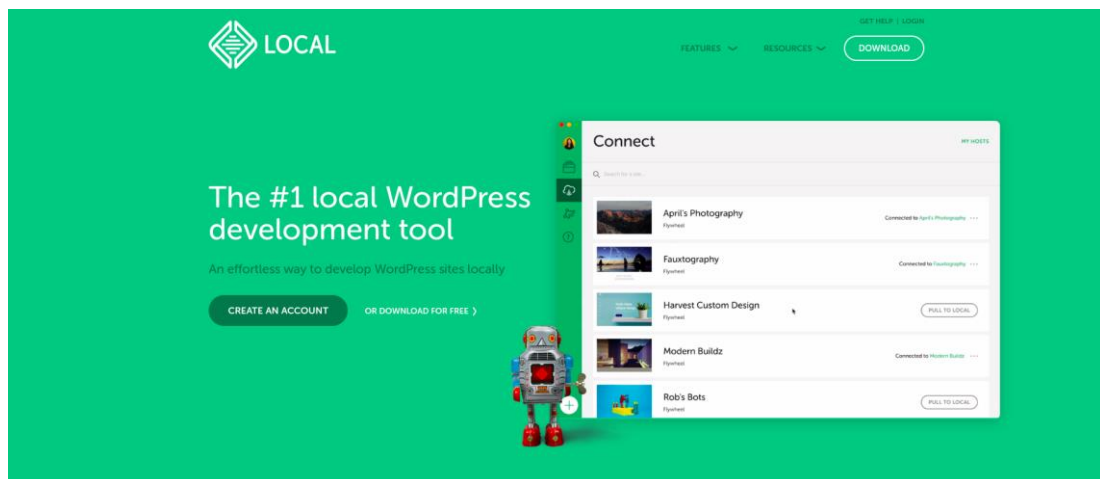 LOCAL
GET HELP | LOGIN
FEATURES
RESOURCES
DOWNLOAD
The #1 local WordPress
development tool
An effortless way to develop WordPress sites locally
CREATE AN ACCOUNT
OR DOWNLOAD FOR FREE
Connect
MY HOSTS
Search for a site...
April's Photography
Flywheel
Connected to April's Photography
Fauxtography
Flywheel
Connected to Fauxtography
Harvest Custom Design
Flywheel
PULL TO LOCAL
Modern Buildz
Flywheel
Connected to Modern Buildz
Rob's Bots
Flywheel
PULL TO LOCAL